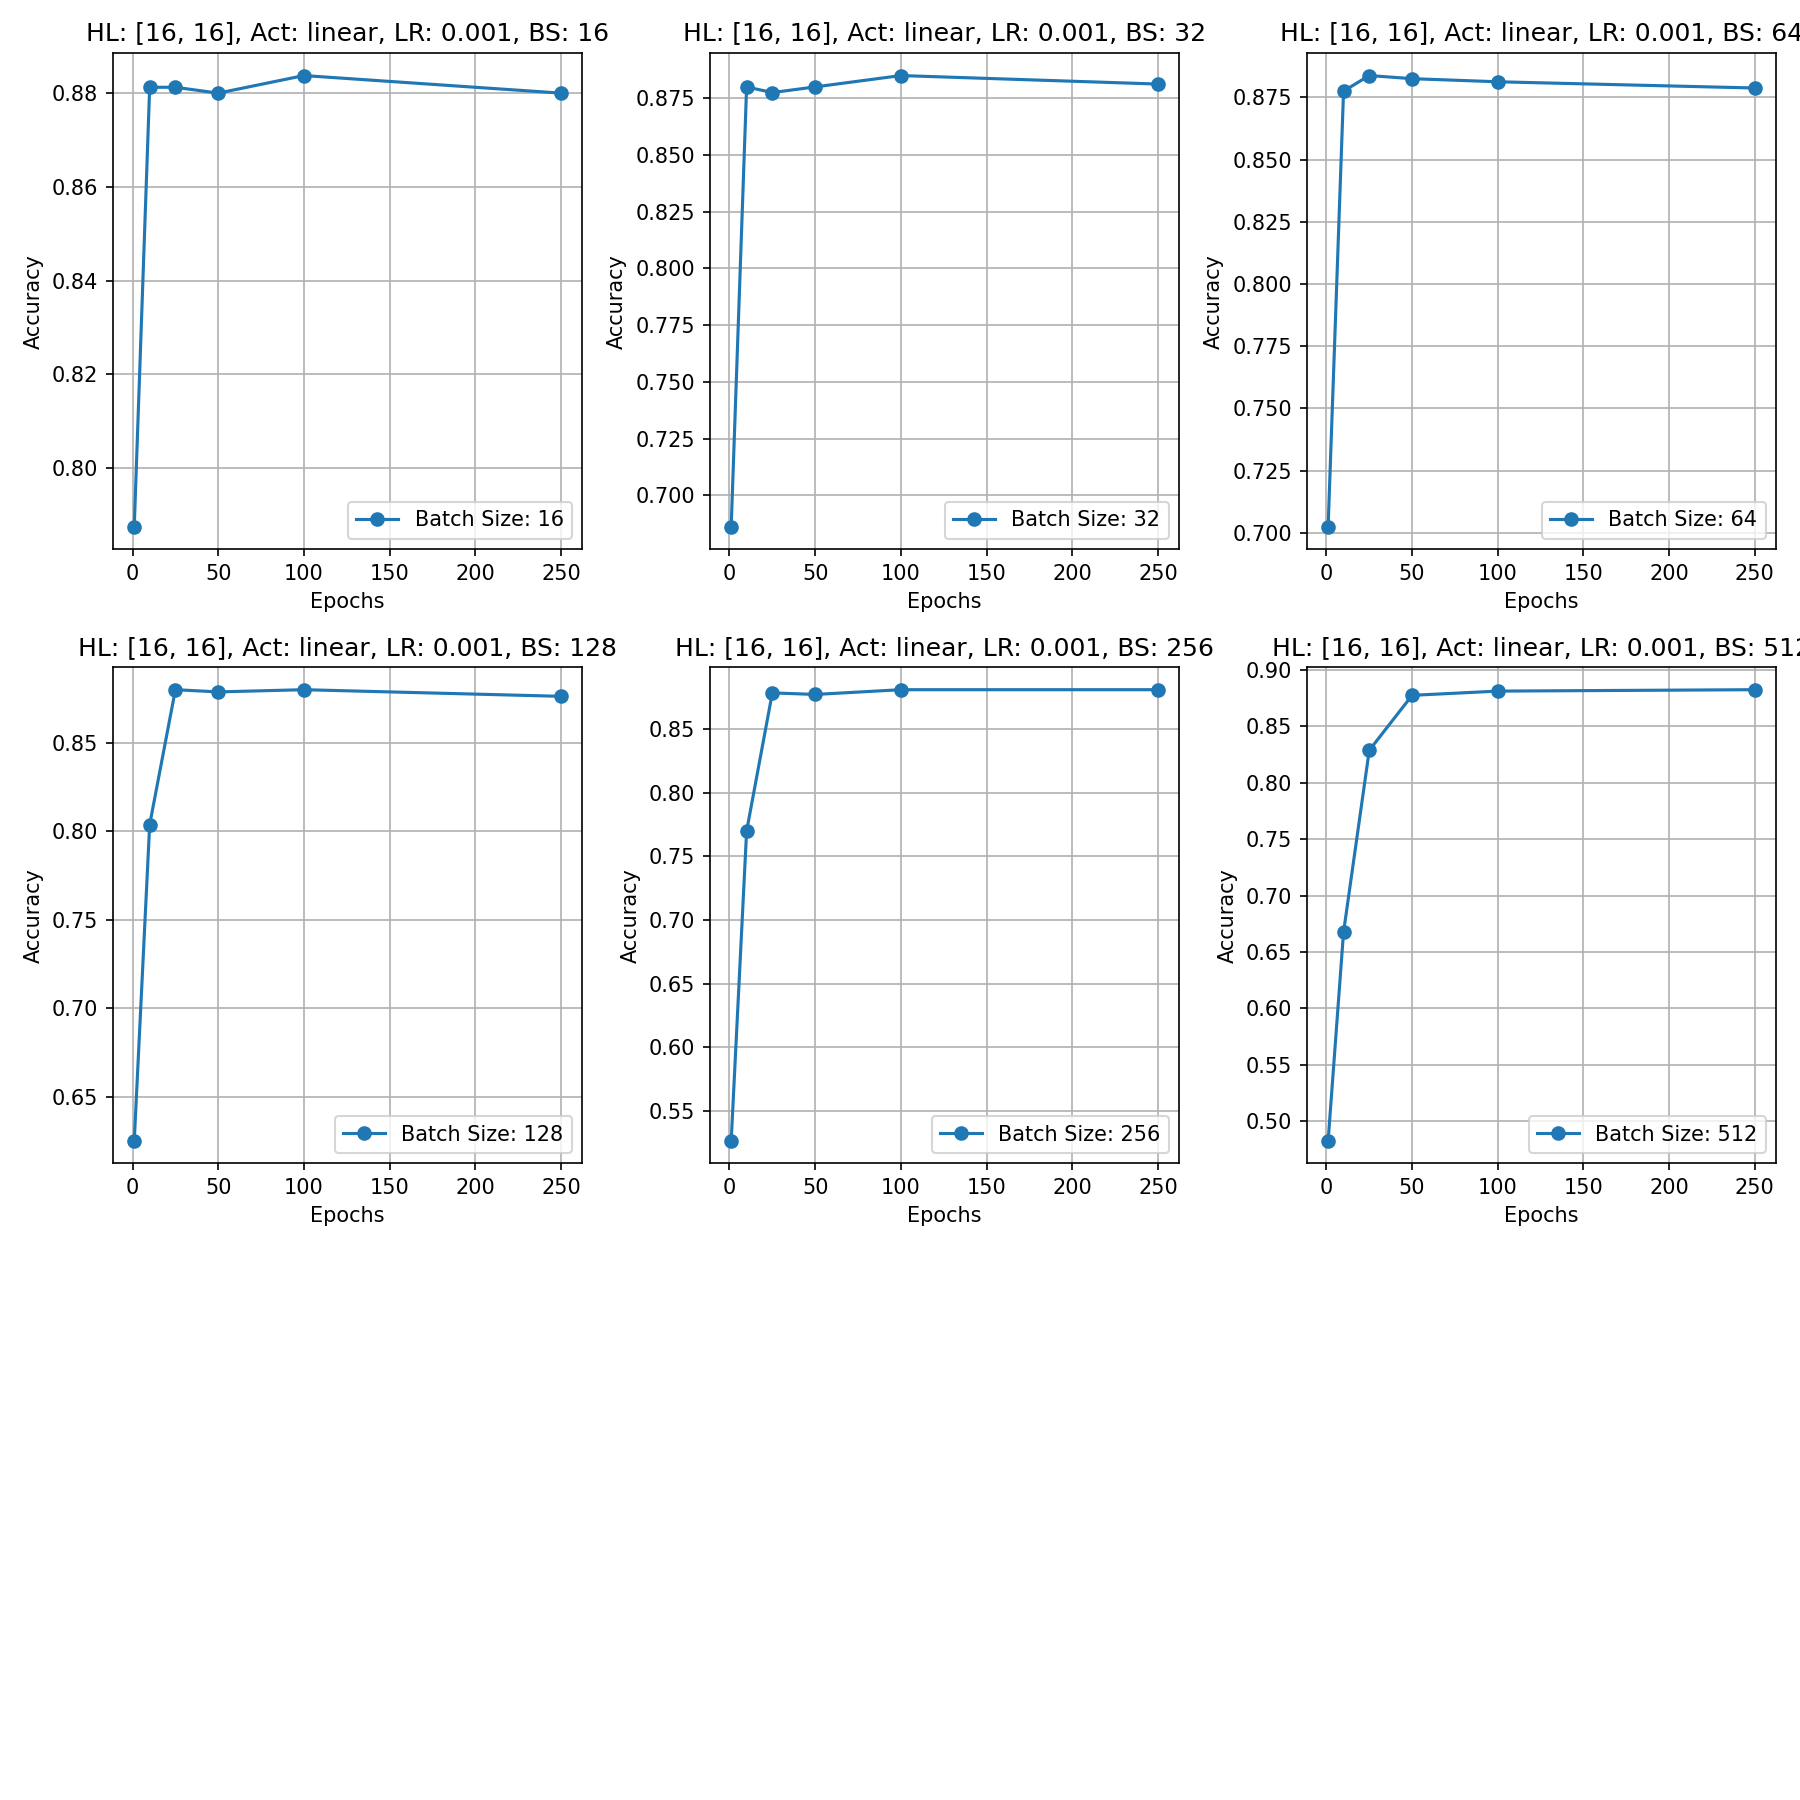 HL: [16, 16], Act: linear, LR: 0.001, BS: 16
0.88
0.86
0.84
0.82
0.80
Accuracy
Batch Size: 16
0 50 100 150 200 250
Epochs
HL: [16, 16], Act: linear, LR: 0.001, BS: 32
0.875
0.850
0.825
0.800
0.775
0.750
0.725
0.700
Accuracy
Batch Size: 32
0 50 100 150 200 250
Epochs
HL: [16, 16], Act: linear, LR: 0.001, BS: 64
0.875
0.850
0.825
0.800
0.775
0.750
0.725
0.700
Accuracy
Batch Size: 64
0 50 100 150 200 250
Epochs
HL: [16, 16], Act: linear, LR: 0.001, BS: 128
0.85
0.80
0.75
0.70
0.65
Accuracy
Batch Size: 128
0 50 100 150 200 250
Epochs
HL: [16, 16], Act: linear, LR: 0.001, BS: 256
0.85
0.80
0.75
0.70
0.65
0.60
0.55
Accuracy
Batch Size: 256
0 50 100 150 200 250
Epochs
HL: [16, 16], Act: linear, LR: 0.001, BS: 512
0.90
0.85
0.80
0.75
0.70
0.65
0.60
0.55
0.50
Accuracy
Batch Size: 512
0 50 100 150 200 250
Epochs